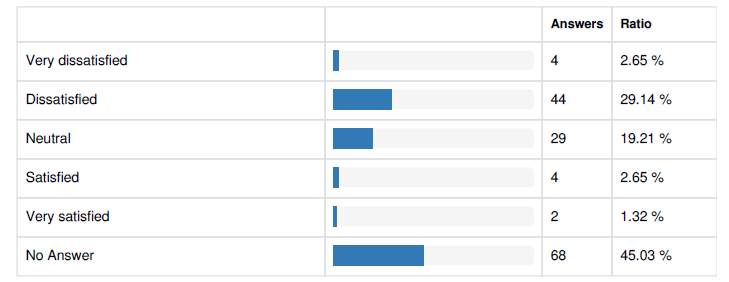 Answers Ratio
Very dissatisfied 4 2.65 %
Dissatisfied 44 29.14 %
Neutral 29 19.21 %
Satisfied 4 2.65 %
Very satisfied 2 1.32 %
No Answer 68 45.03 %